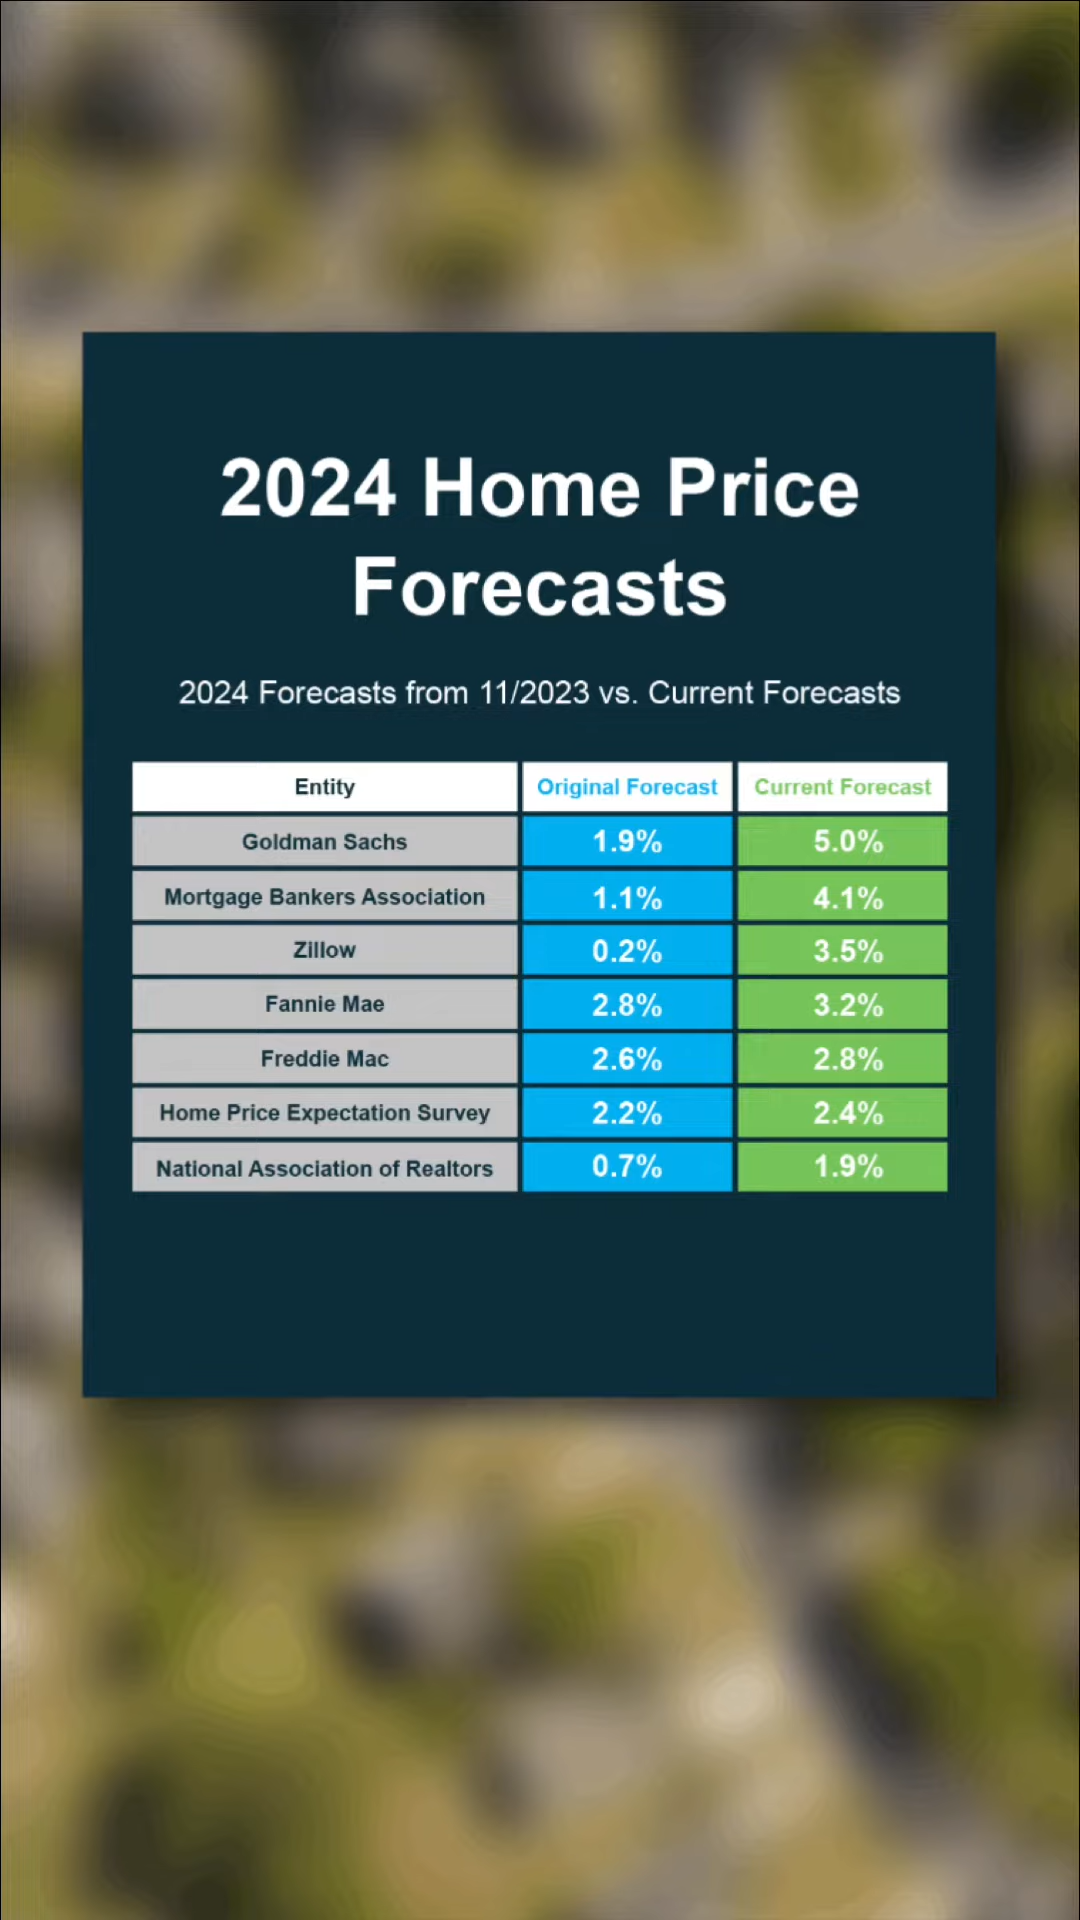 2024 Home Price
Forecasts
2024 Forecasts from 11/2023 vs. Current Forecasts
Entity Original Forecast Current Forecast
Goldman Sachs 1.9% 5.0%
Mortgage Bankers Association 1.1% 4.1%
Zillow 0.2% 3.5%
Fannie Mae 2.8% 3.2%
Freddie Mac 2.6% 2.8%
Home Price Expectation Survey 2.2% 2.4%
National Association of Realtors 0.7% 1.9%